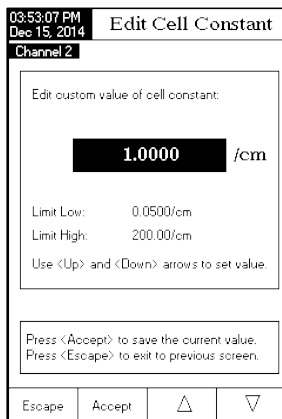 03:53:07 PM
Dec 15, 2014
Edit Cell Constant
Channel 2
Edit custom value of cell constant:
1.0000 /cm
Limit Low: 0.0500/cm
Limit High: 200.00/cm
Use <Up> and <Down> arrows to set value.
Press <Accept> to save the current value.
Press <Escape> to exit to previous screen.
Escape Accept △ ▽